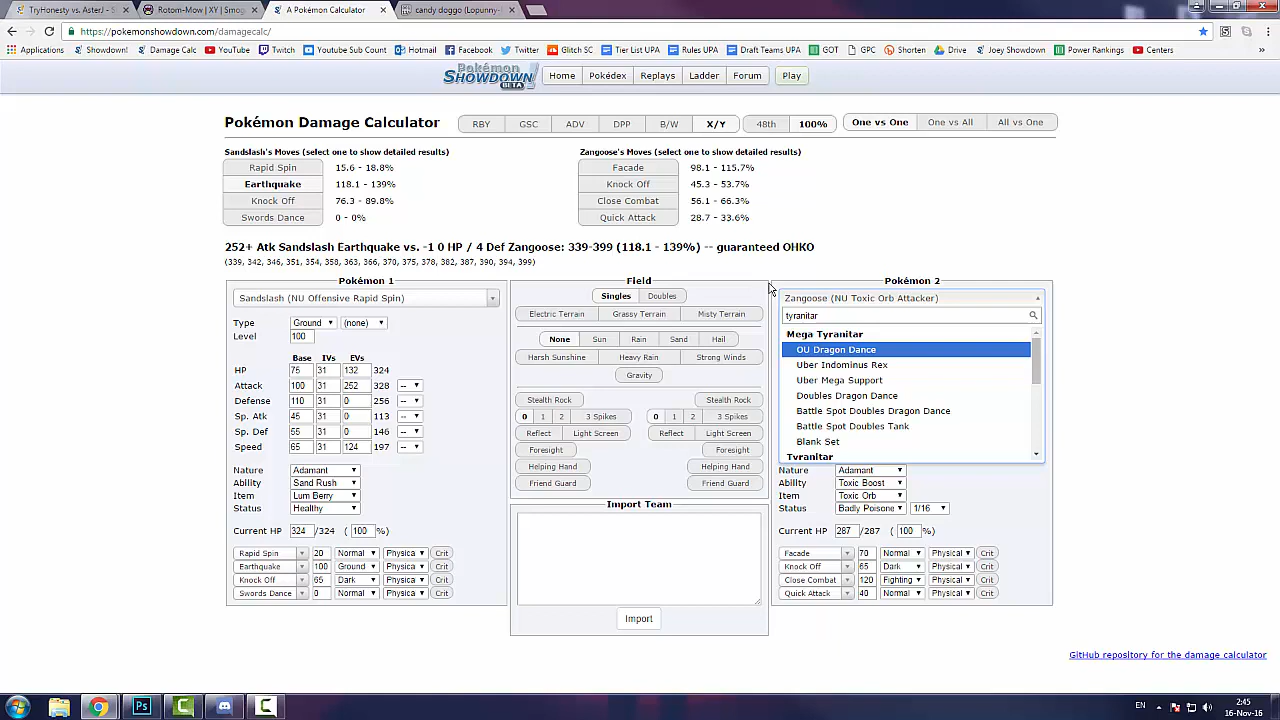 TryHonesty vs. AsterJ - S
Rotom-Mow | XY | Smog
A Pokémon Calculator
candy doggo (Lopunny-
https://pokemonshowdown.com/damagecalc/
Applications Showdown! Damage Calc YouTube Twitch Youtube Sub Count Hotmail Facebook Twitter Glitch SC Tier List UPA Rules UPA Draft Teams UPA GOT GPC Shorten Drive Joey Showdown Power Rankings Centers
Pokémon SHOWDOWN! BETA Home Pokédex Replays Ladder Forum Play
Pokémon Damage Calculator RBY GSC ADV DPP B/W X/Y 48th 100% One vs One One vs All All vs One
Sandslash's Moves (select one to show detailed results) Zangoose's Moves (select one to show detailed results)
Rapid Spin 15.6 - 18.8% Facade 98.1 - 115.7%
Earthquake 118.1 - 139% Knock Off 45.3 - 53.7%
Knock Off 76.3 - 89.8% Close Combat 56.1 - 66.3%
Swords Dance 0 - 0% Quick Attack 28.7 - 33.6%
252+ Atk Sandslash Earthquake vs. -1 0 HP / 4 Def Zangoose: 339-399 (118.1 - 139%) -- guaranteed OHKO
(339, 342, 346, 351, 354, 358, 363, 366, 370, 375, 378, 382, 387, 390, 394, 399)
Pokémon 1
Sandslash (NU Offensive Rapid Spin)
Type Ground (none)
Level 100
Base IVs EVs
HP 75 31 132 324
Attack 100 31 252 328 --
Defense 110 31 0 256 --
Sp. Atk 45 31 0 113 --
Sp. Def 55 31 0 146 --
Speed 65 31 124 197 --
Nature Adamant
Ability Sand Rush
Item Lum Berry
Status Healthy
Current HP 324 /324 ( 100 %)
Rapid Spin 20 Normal Physica Crit
Earthquake 100 Ground Physica Crit
Knock Off 65 Dark Physica Crit
Swords Dance 0 Normal Physica Crit
Field
Singles Doubles
Electric Terrain Grassy Terrain Misty Terrain
None Sun Rain Sand Hail
Harsh Sunshine Heavy Rain Strong Winds
Gravity
Stealth Rock Stealth Rock
0 1 2 3 Spikes 0 1 2 3 Spikes
Reflect Light Screen Reflect Light Screen
Foresight Foresight
Helping Hand Helping Hand
Friend Guard Friend Guard
Import Team
Import
Pokémon 2
Zangoose (NU Toxic Orb Attacker)
tyranitar
Mega Tyranitar
OU Dragon Dance
Uber Indominus Rex
Uber Mega Support
Doubles Dragon Dance
Battle Spot Doubles Dragon Dance
Battle Spot Doubles Tank
Blank Set
Tyranitar
Nature Adamant
Ability Toxic Boost
Item Toxic Orb
Status Badly Poisone 1/16
Current HP 287 /287 ( 100 %)
Facade 70 Normal Physical Crit
Knock Off 65 Dark Physical Crit
Close Combat 120 Fighting Physical Crit
Quick Attack 40 Normal Physical Crit
GitHub repository for the damage calculator
EN 2:45
16-Nov-16